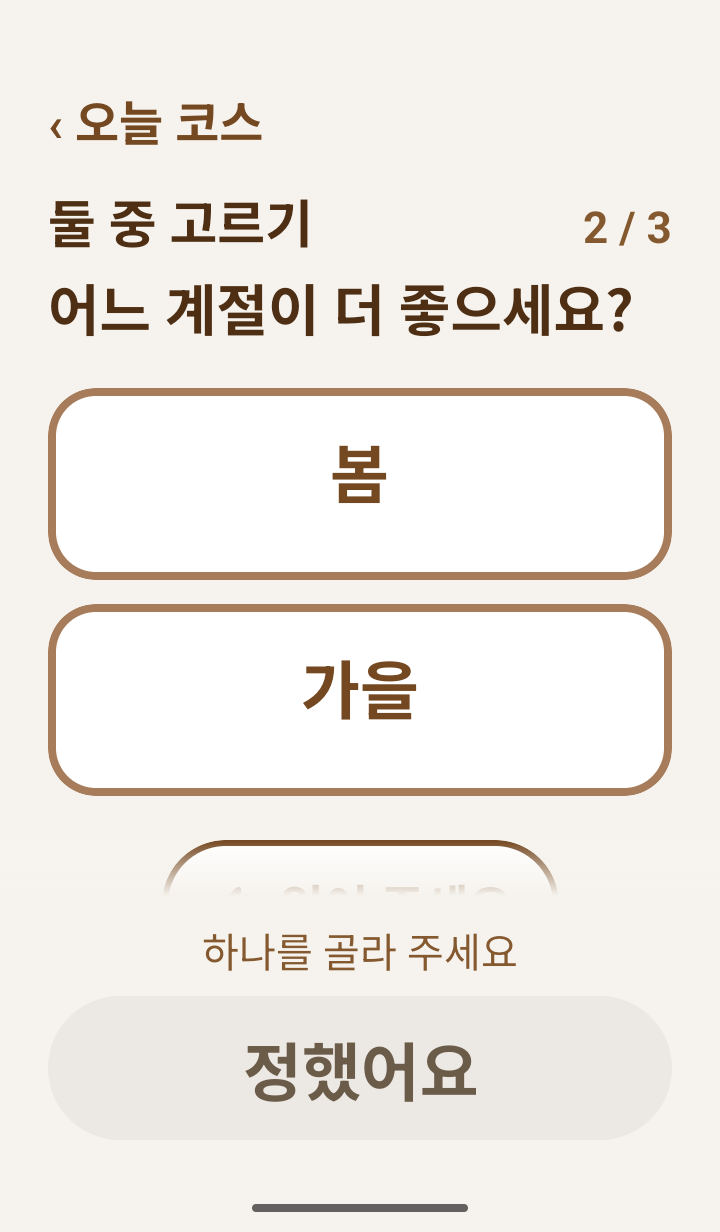 ‹ 오늘 코스
둘 중 고르기
2 / 3
어느 계절이 더 좋으세요?
봄
가을
하나를 골라 주세요
정했어요